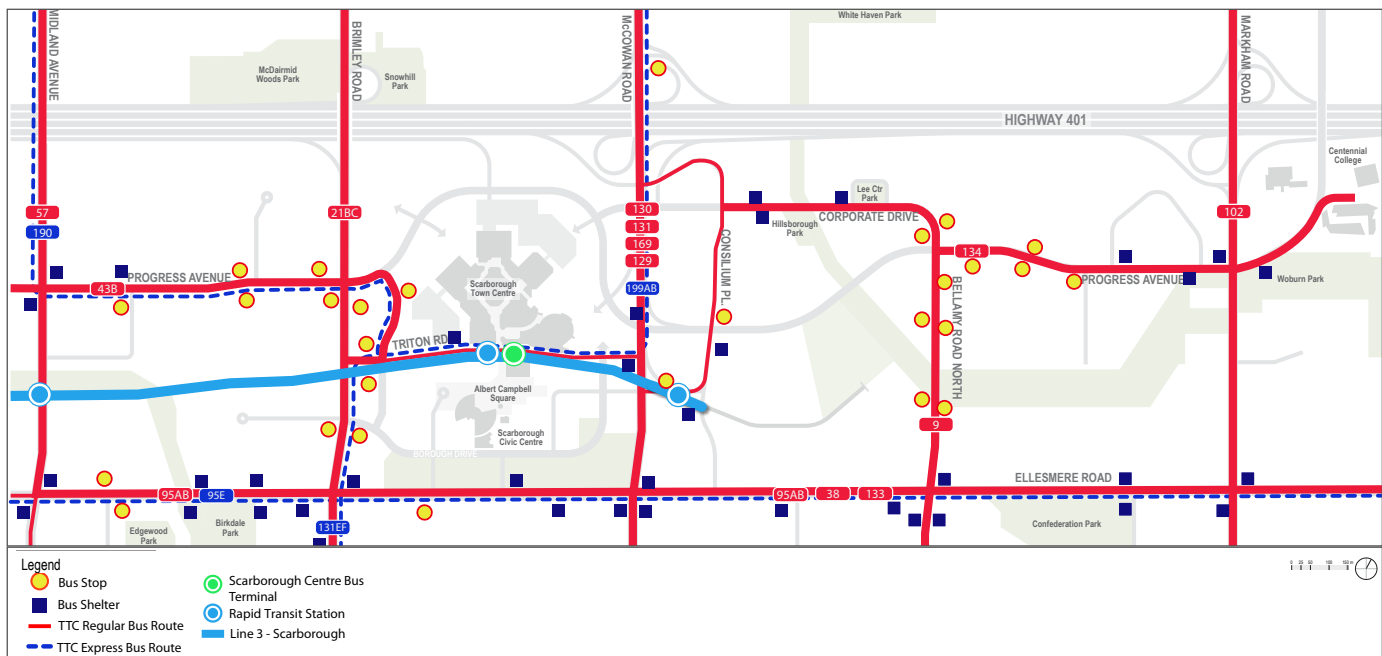 White Haven Park
MIDLAND AVENUE
BRIMLEY ROAD
McCOWAN ROAD
MARKHAM ROAD
McDairmid
Woods Park
Snowhill
Park
HIGHWAY 401
Centennial
College
Lee Ctr
Park
57
190
21BC
130
131
169
129
199AB
CORPORATE DRIVE
Hillsborough
Park
102
134
PROGRESS AVENUE
43B
PROGRESS AVENUE
Woburn Park
CONSILIUM PL.
BELLAMY ROAD NORTH
Scarborough
Town Centre
TRITON RD
Albert Campbell
Square
Scarborough
Civic Centre
BOROUGH DRIVE
9
ELLESMERE ROAD
95AB
95E
95AB
38
133
131EF
Edgewood
Park
Birkdale
Park
Confederation Park
Legend
Bus Stop
Bus Shelter
TTC Regular Bus Route
TTC Express Bus Route
Scarborough Centre Bus
Terminal
Rapid Transit Station
Line 3 - Scarborough
0 25 50 100 150 m